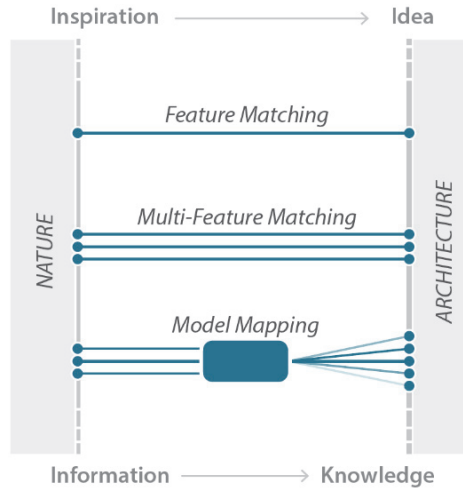 Inspiration
Idea
Feature Matching
NATURE
Multi-Feature Matching
ARCHITECTURE
Model Mapping
Information
Knowledge